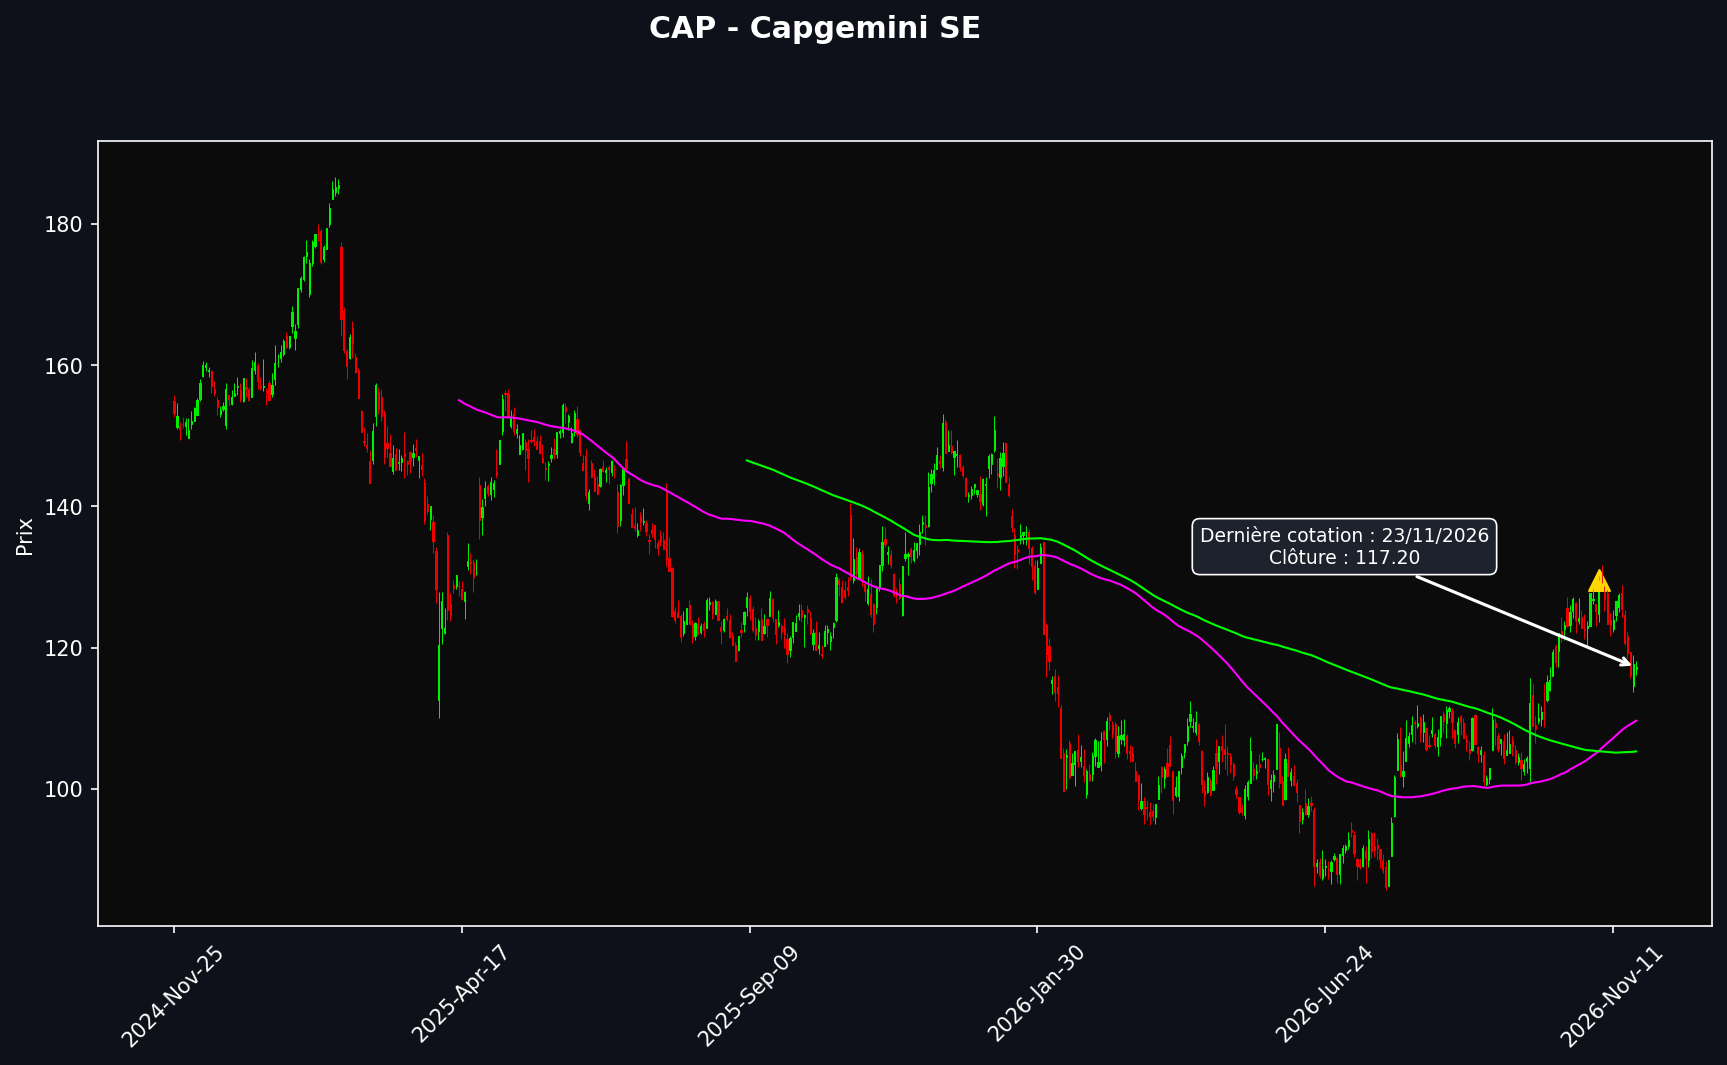 CAP - Capgemini SE
Prix
180
160
140
120
100
Dernière cotation : 23/11/2026
Clôture : 117.20
2024-Nov-25
2025-Apr-17
2025-Sep-09
2026-Jan-30
2026-Jun-24
2026-Nov-11